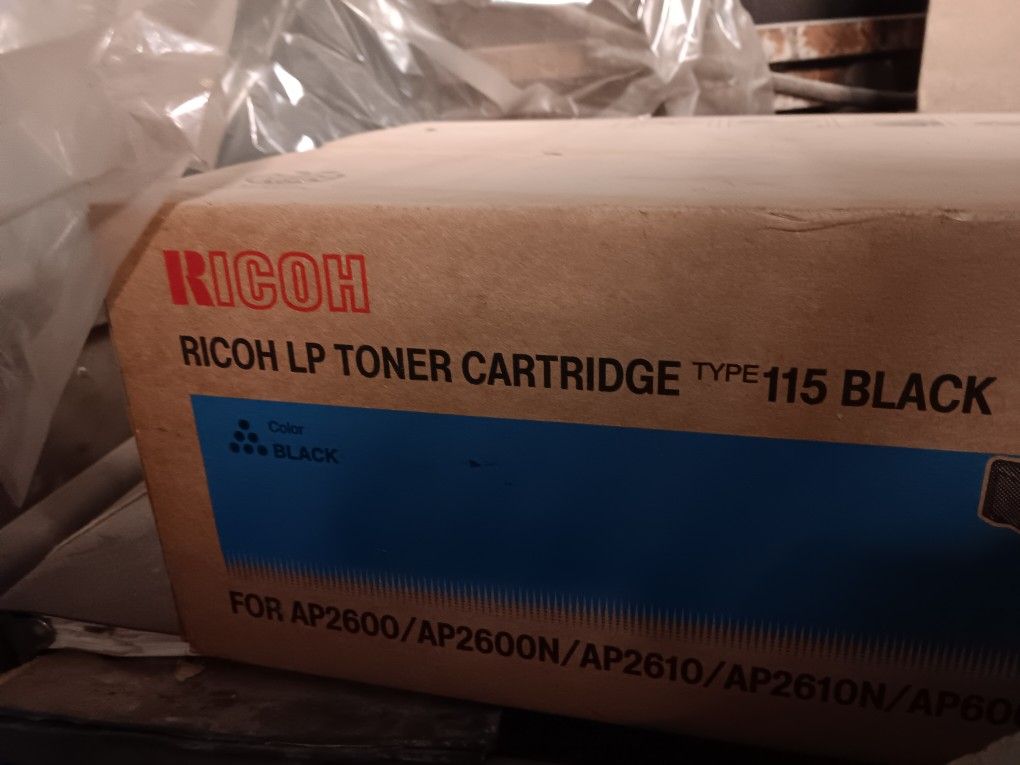 RICOH
RICOH LP TONER CARTRIDGE TYPE 115 BLACK
Color
BLACK
FOR AP2600/AP2600N/AP2610/AP2610N/